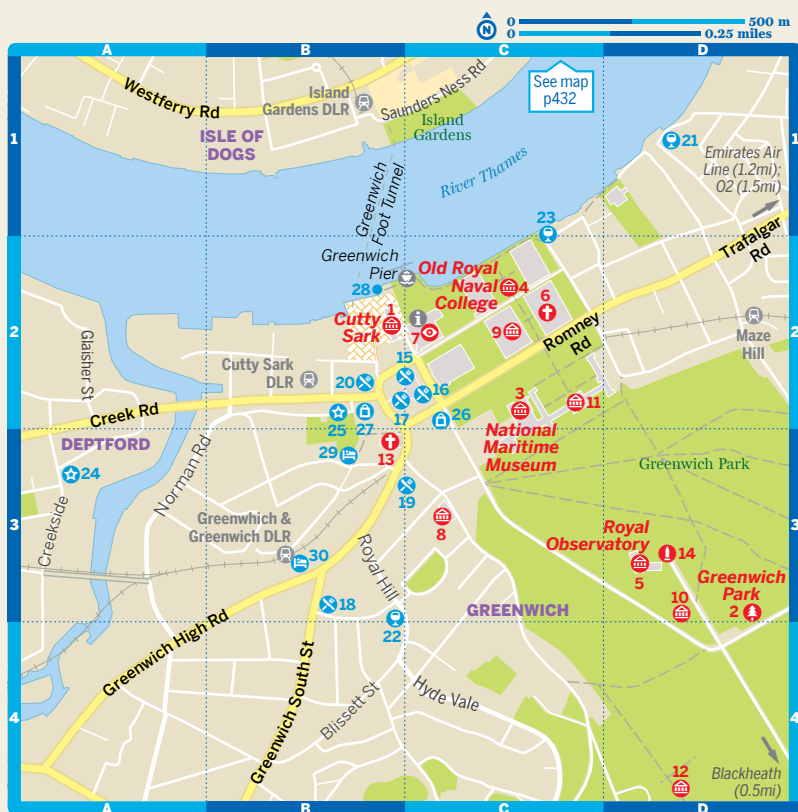 N
0 500 m
0 0.25 miles
A B C D
See map
p432
Westferry Rd
Island
Gardens DLR
Saunders Ness Rd
Island
Gardens
ISLE OF
DOGS
1
1
21
Emirates Air
Line (1.2mi);
O2 (1.5mi)
River Thames
Greenwich
Foot Tunnel
23
Trafalgar
Rd
Greenwich
Pier
28
Old Royal
Naval
College
4
6
1
Cutty
Sark
i
7
9
Romney
Rd
2
2
Maze
Hill
Glaisher St
Cutty Sark
DLR
20
15
16
17
3
11
Creek Rd
25
27
26
National
Maritime
Museum
DEPTFORD
13
29
24
Norman Rd
Greenwich Park
19
3
3
Creekside
Greenwhich &
Greenwich DLR
30
8
Royal Hill
Royal
Observatory
14
5
Greenwich
Park
10
2
18
22
GREENWICH
Greenwich High Rd
Greenwich South St
Blissett St
Hyde Vale
4
4
12
Blackheath
(0.5mi)
A B C D